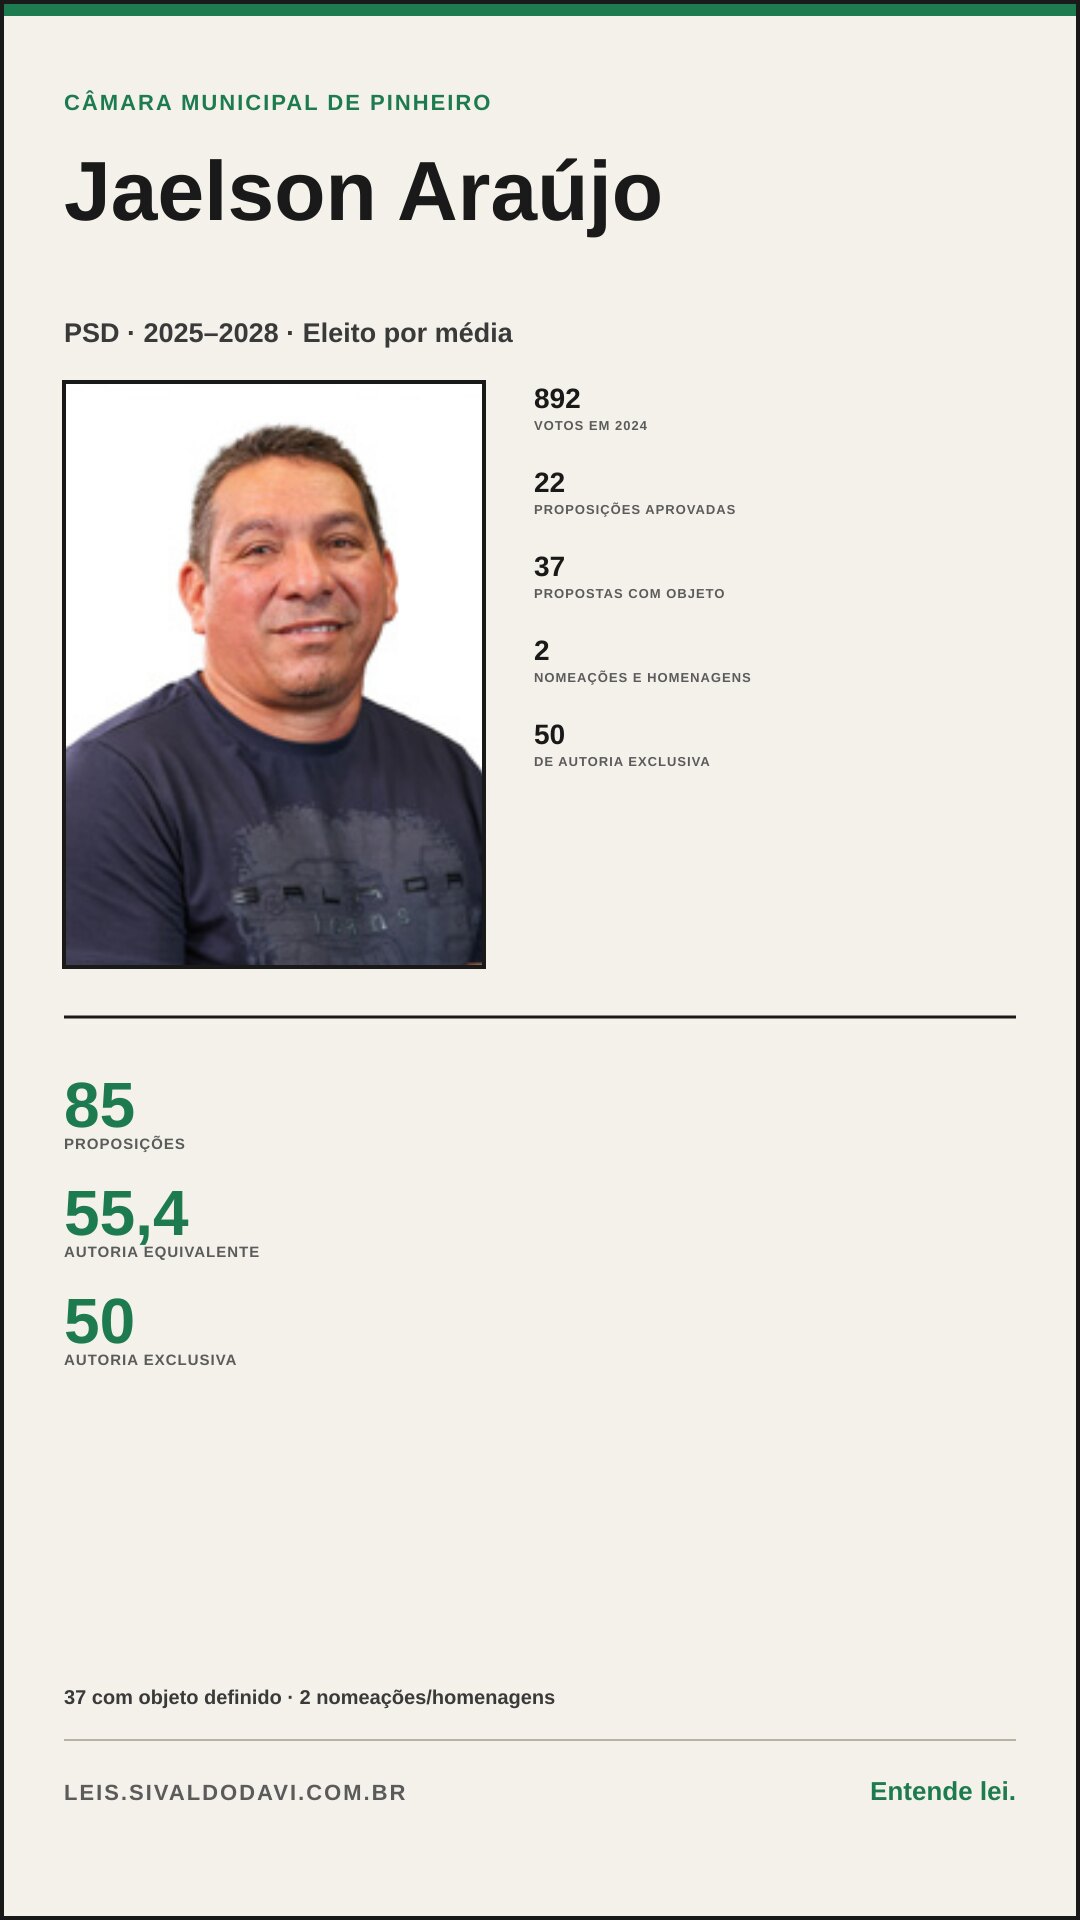 CÂMARA MUNICIPAL DE PINHEIRO
Jaelson Araújo
PSD · 2025–2028 · Eleito por média
892
VOTOS EM 2024
22
PROPOSIÇÕES APROVADAS
37
PROPOSTAS COM OBJETO
2
NOMEAÇÕES E HOMENAGENS
50
DE AUTORIA EXCLUSIVA
85
PROPOSIÇÕES
55,4
AUTORIA EQUIVALENTE
50
AUTORIA EXCLUSIVA
37 com objeto definido · 2 nomeações/homenagens
LEIS.SIVALDODAVI.COM.BR
Entende lei.